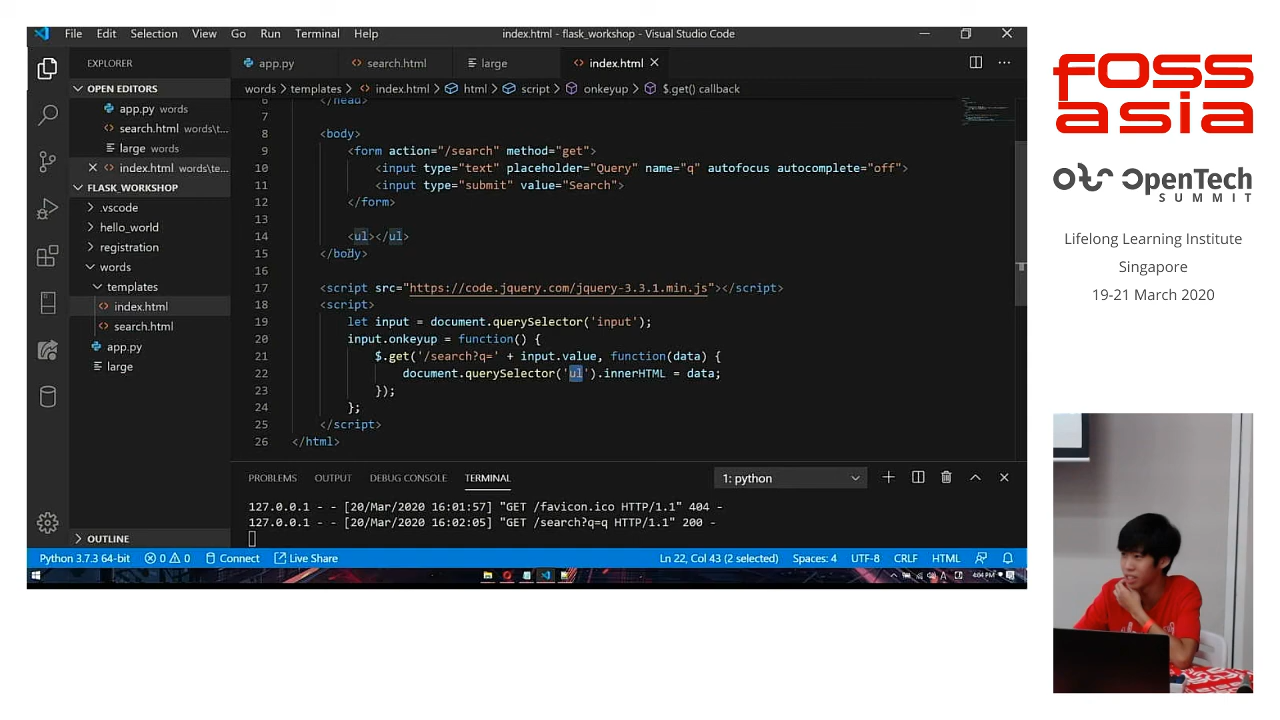 File Edit Selection View Go Run Terminal Help
index.html - flask_workshop - Visual Studio Code
EXPLORER
OPEN EDITORS
app.py words
search.html words\t...
large words
index.html words\te...
FLASK_WORKSHOP
.vscode
hello_world
registration
words
templates
index.html
search.html
app.py
large
OUTLINE
app.py search.html large index.html
words > templates > index.html > html > script > onkeyup > $.get() callback
6 </head>
7
8 <body>
9 <form action="/search" method="get">
10 <input type="text" placeholder="Query" name="q" autofocus autocomplete="off">
11 <input type="submit" value="Search">
12 </form>
13
14 <ul></ul>
15 </body>
16
17 <script src="https://code.jquery.com/jquery-3.3.1.min.js"></script>
18 <script>
19 let input = document.querySelector('input');
20 input.onkeyup = function() {
21 $.get('/search?q=' + input.value, function(data) {
22 document.querySelector('ul').innerHTML = data;
23 });
24 };
25 </script>
26 </html>
PROBLEMS OUTPUT DEBUG CONSOLE TERMINAL
1: python
127.0.0.1 - - [20/Mar/2020 16:01:57] "GET /favicon.ico HTTP/1.1" 404 -
127.0.0.1 - - [20/Mar/2020 16:02:05] "GET /search?q=q HTTP/1.1" 200 -
Python 3.7.3 64-bit 0 0 Connect Live Share
Ln 22, Col 43 (2 selected) Spaces: 4 UTF-8 CRLF HTML
4:04 PM
FOSS
asia
OpenTech
SUMMIT
Lifelong Learning Institute
Singapore
19-21 March 2020